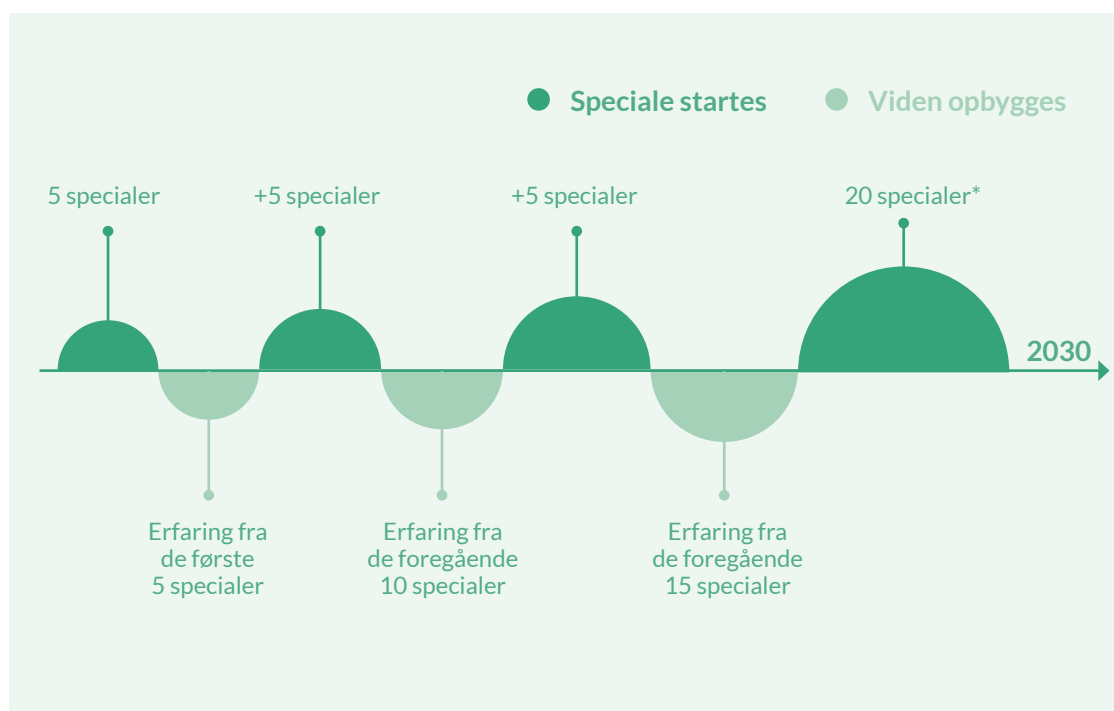 Speciale startes
Viden opbygges
5 specialer
+5 specialer
+5 specialer
20 specialer*
2030
Erfaring fra
de første
5 specialer
Erfaring fra
de foregående
10 specialer
Erfaring fra
de foregående
15 specialer